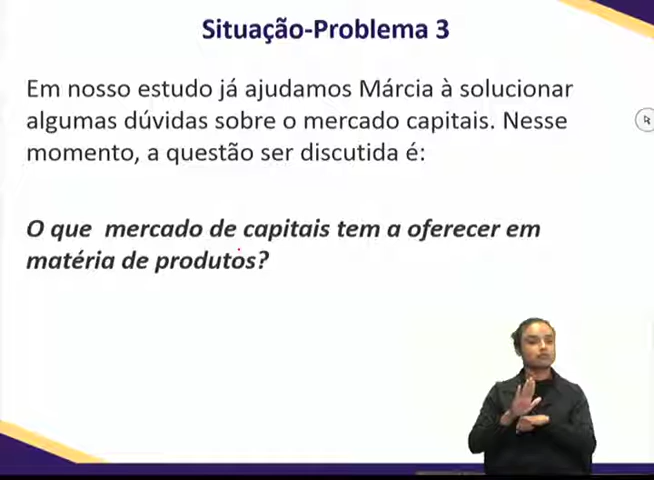 Situação-Problema 3
Em nosso estudo já ajudamos Márcia à solucionar
algumas dúvidas sobre o mercado capitais. Nesse
momento, a questão ser discutida é:
O que mercado de capitais tem a oferecer em
matéria de produtos?